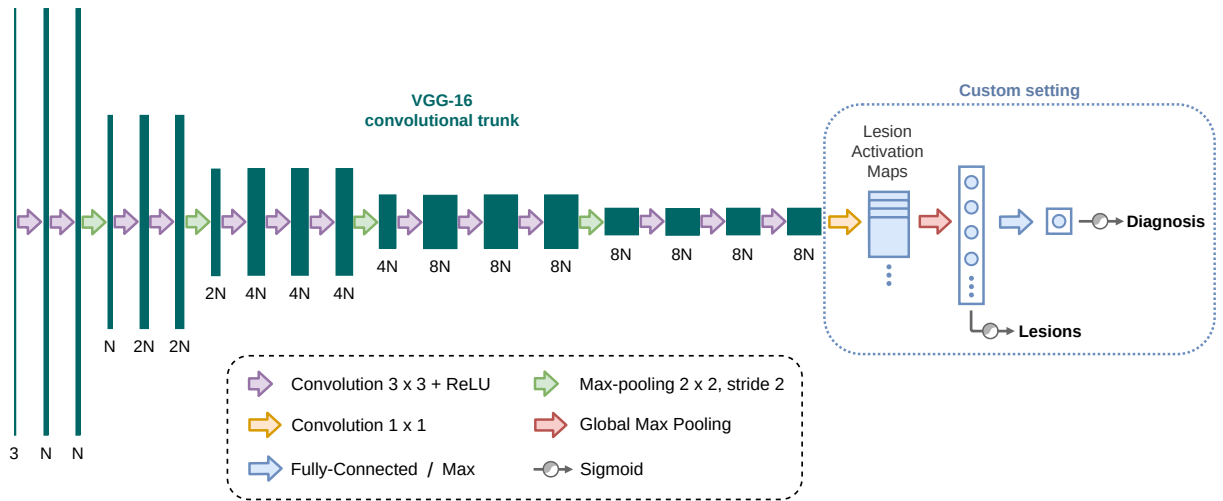 VGG-16
convolutional trunk
Custom setting
Lesion
Activation
Maps
Diagnosis
Lesions
3 N N
N 2N 2N
2N 4N 4N 4N
4N 8N 8N 8N
8N 8N 8N 8N
Convolution 3 x 3 + ReLU
Max-pooling 2 x 2, stride 2
Convolution 1 x 1
Global Max Pooling
Fully-Connected / Max
Sigmoid